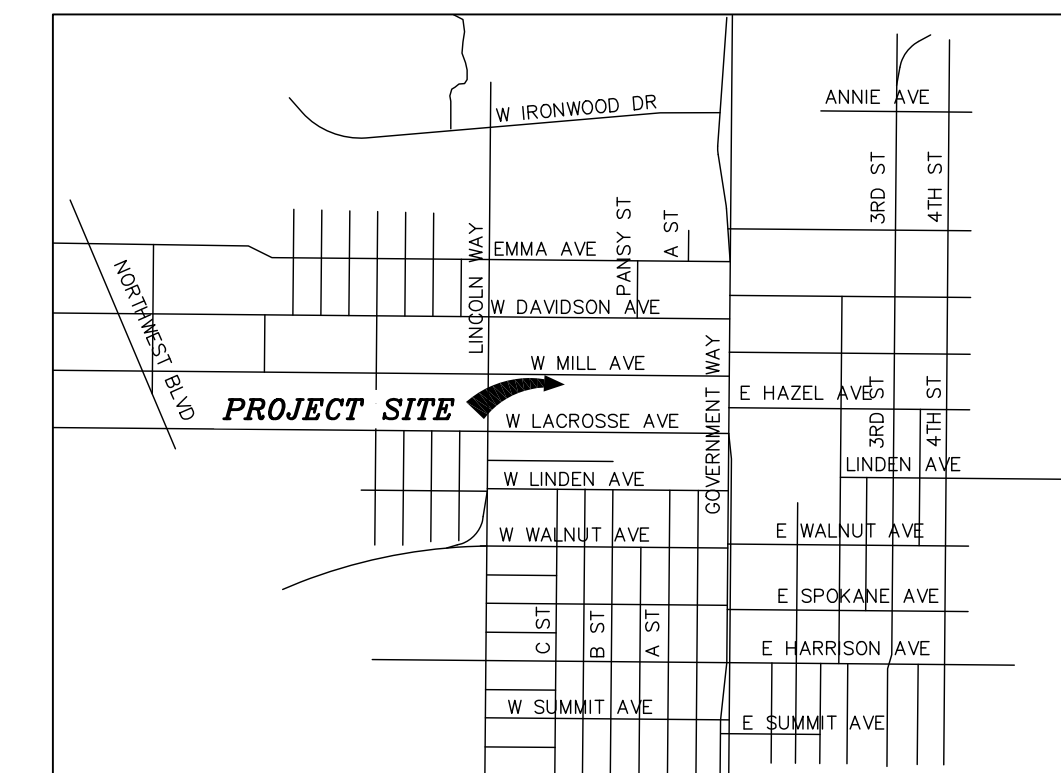 ANNIE AVE
W IRONWOOD DR
3RD ST
4TH ST
PANSY ST
A ST
LINCOLN WAY
EMMA AVE
NORTHWEST BLVD
W DAVIDSON AVE
GOVERNMENT WAY
W MILL AVE
E HAZEL AVE
3RD ST
4TH ST
PROJECT SITE
W LACROSSE AVE
LINDEN AVE
W LINDEN AVE
W WALNUT AVE
E WALNUT AVE
E SPOKANE AVE
C ST
B ST
A ST
E HARRISON AVE
W SUMMIT AVE
E SUMMIT AVE